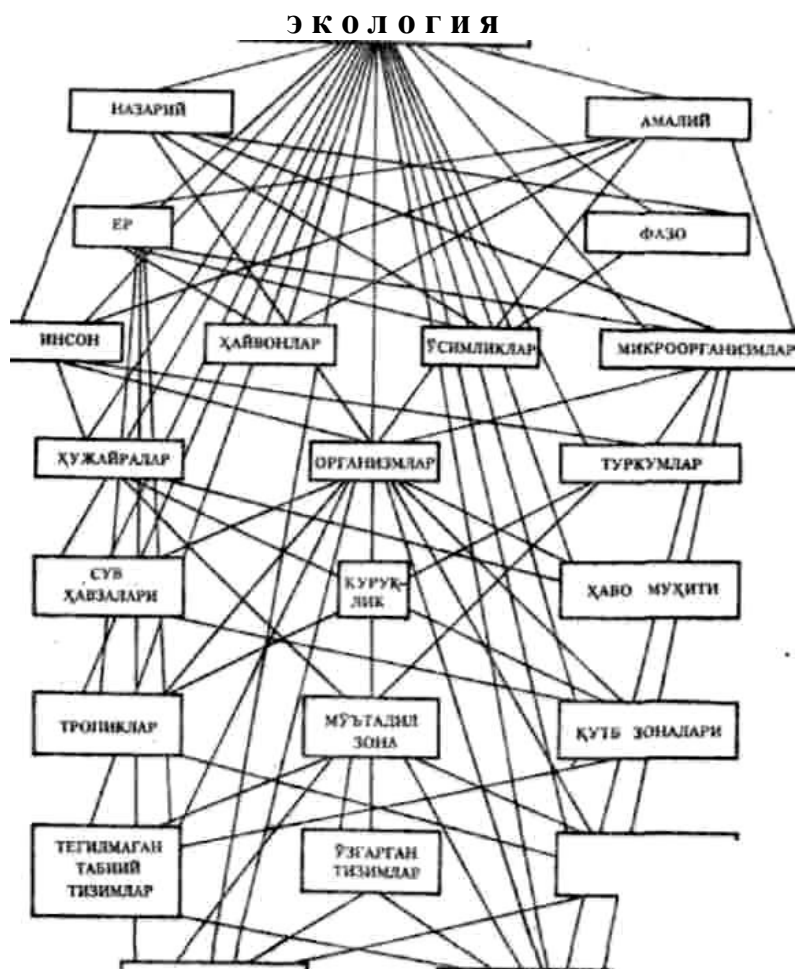 ЭКОЛОГИЯ
НАЗАРИЙ
АМАЛИЙ
ЕР
ФАЗО
ИНСОН
ҲАЙВОНЛАР
ЎСИМЛИКЛАР
МИКРООРГАНИЗМЛАР
ҲУЖАЙРАЛАР
ОРГАНИЗМЛАР
ТУРКУМЛАР
СУВ
ҲАВЗАЛАРИ
ҚУРУҚ-
ЛИК
ҲАВО МУҲИТИ
ТРОПИКЛАР
МЎЪТАДИЛ
ЗОНА
ҚУТБ ЗОНАЛАРИ
ТЕГИЛМАГАН
ТАБИИЙ
ТИЗИМЛАР
ЎЗГАРГАН
ТИЗИМЛАР